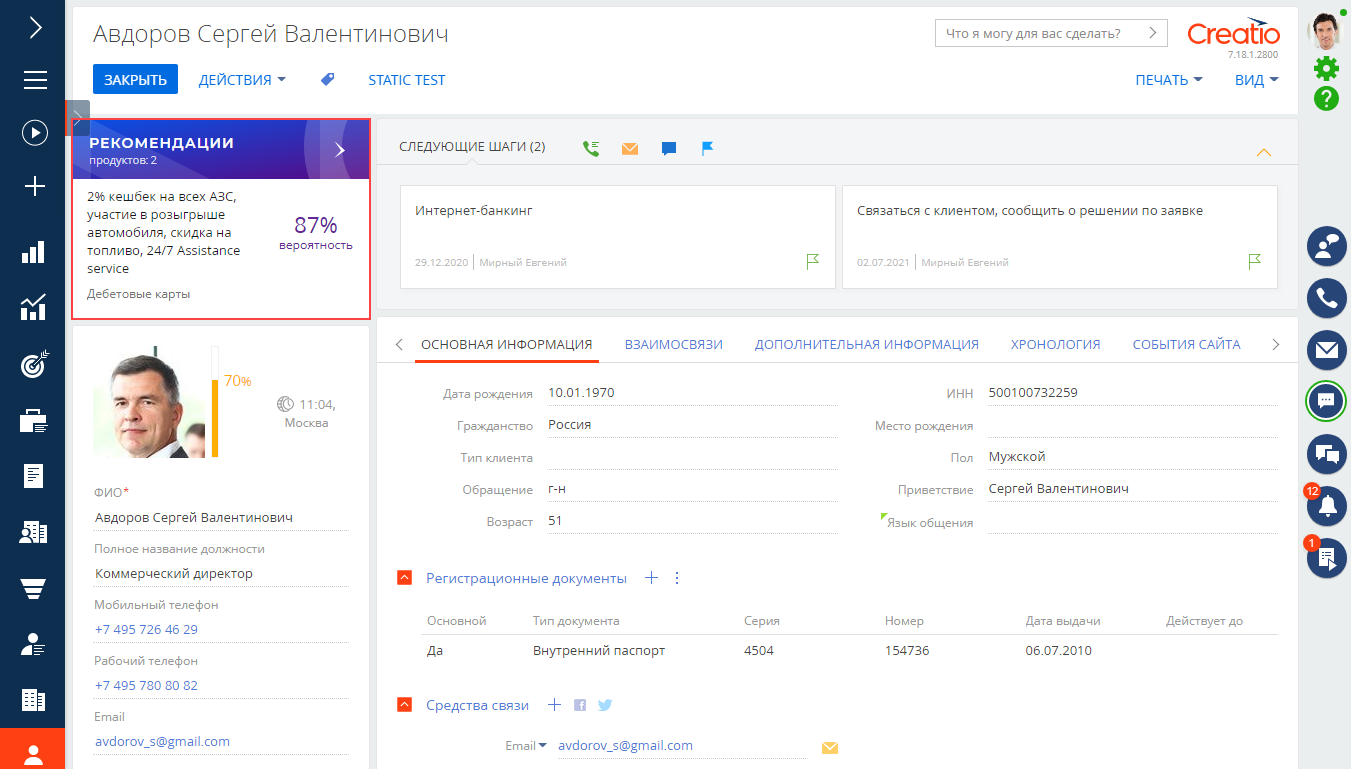 Авдоров Сергей Валентинович
Что я могу для вас сделать?
Creatio
7.18.1.2800
ЗАКРЫТЬ
ДЕЙСТВИЯ
STATIC TEST
ПЕЧАТЬ
ВИД
РЕКОМЕНДАЦИИ
продуктов: 2
2% кешбек на всех АЗС,
участие в розыгрыше
автомобиля, скидка на
топливо, 24/7 Assistance
service
87%
вероятность
Дебетовые карты
СЛЕДУЮЩИЕ ШАГИ (2)
Интернет-банкинг
29.12.2020 Мирный Евгений
Связаться с клиентом, сообщить о решении по заявке
02.07.2021 Мирный Евгений
70%
11:04,
Москва
ФИО*
Авдоров Сергей Валентинович
Полное название должности
Коммерческий директор
Мобильный телефон
+7 495 726 46 29
Рабочий телефон
+7 495 780 80 82
Email
avdorov_s@gmail.com
ОСНОВНАЯ ИНФОРМАЦИЯ
ВЗАИМОСВЯЗИ
ДОПОЛНИТЕЛЬНАЯ ИНФОРМАЦИЯ
ХРОНОЛОГИЯ
СОБЫТИЯ САЙТА
Дата рождения 10.01.1970
ИНН 500100732259
Гражданство Россия
Место рождения
Тип клиента
Пол Мужской
Обращение г-н
Приветствие Сергей Валентинович
Возраст 51
Язык общения
Регистрационные документы
Основной Тип документа Серия Номер Дата выдачи Действует до
Да Внутренний паспорт 4504 154736 06.07.2010
Средства связи
Email avdorov_s@gmail.com
12
1